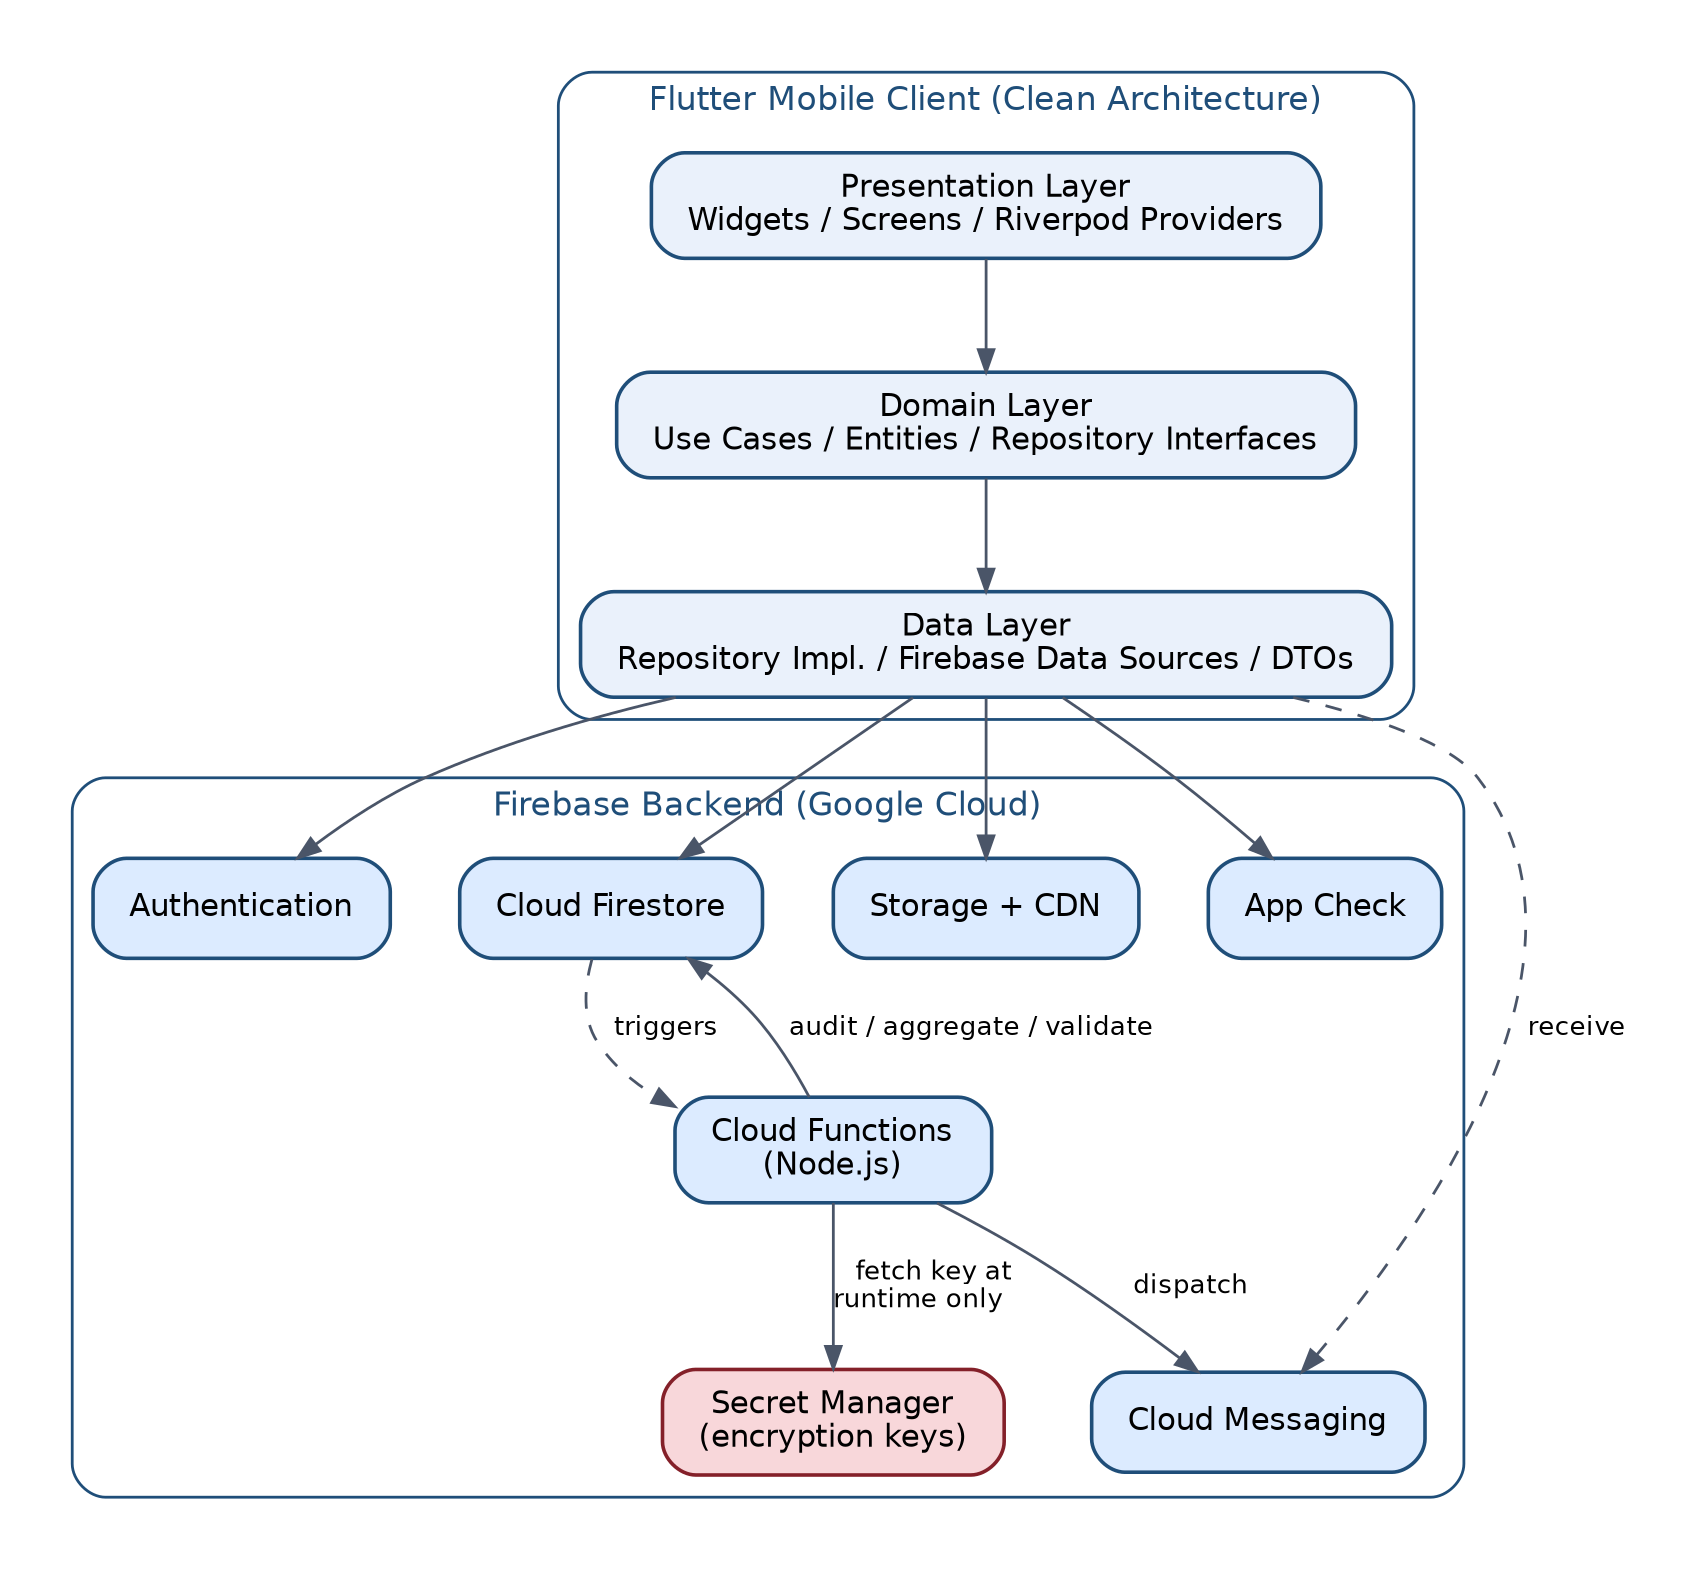 Flutter Mobile Client (Clean Architecture)
Presentation Layer
Widgets / Screens / Riverpod Providers
Domain Layer
Use Cases / Entities / Repository Interfaces
Data Layer
Repository Impl. / Firebase Data Sources / DTOs
Firebase Backend (Google Cloud)
Authentication
Cloud Firestore
Storage + CDN
App Check
triggers
audit / aggregate / validate
receive
Cloud Functions
(Node.js)
fetch key at
runtime only
dispatch
Secret Manager
(encryption keys)
Cloud Messaging